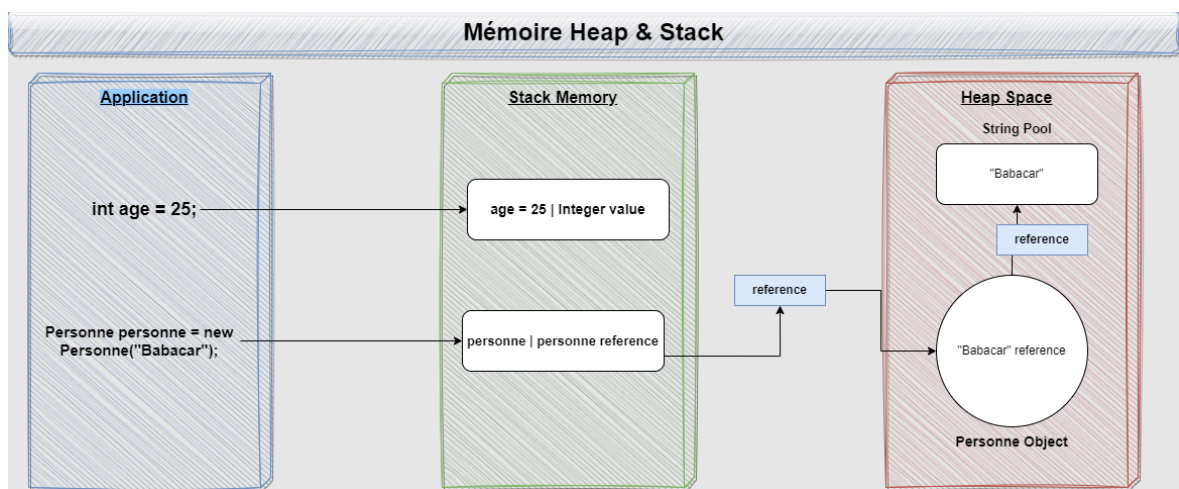 Mémoire Heap & Stack
Application
int age = 25;
Personne personne = new
Personne("Babacar");
Stack Memory
age = 25 | Integer value
personne | personne reference
reference
Heap Space
String Pool
"Babacar"
reference
"Babacar" reference
Personne Object